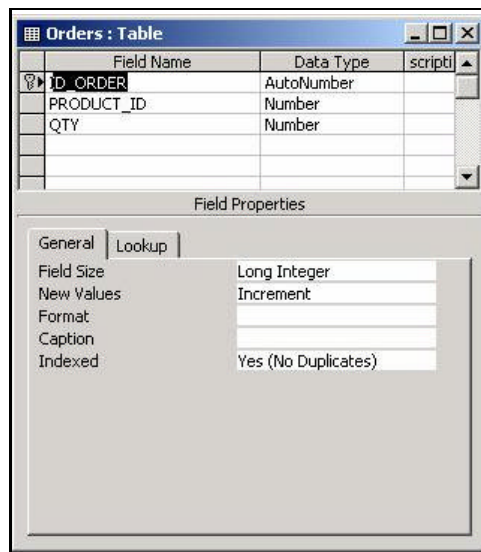 Orders : Table
Field Name Data Type scripti
ID_ORDER AutoNumber
PRODUCT_ID Number
QTY Number
Field Properties
General Lookup
Field Size Long Integer
New Values Increment
Format
Caption
Indexed Yes (No Duplicates)